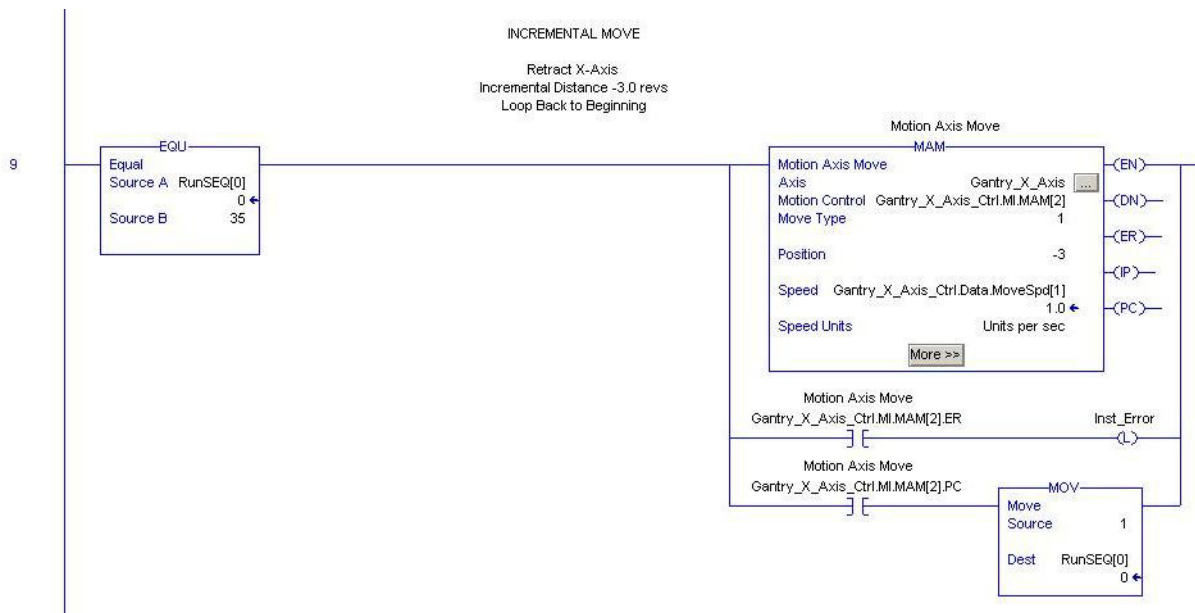 INCREMENTAL MOVE
Retract X-Axis
Incremental Distance -3.0 revs
Loop Back to Beginning
9
EQU
Equal
Source A RunSEQ[0]
0
Source B 35
Motion Axis Move
MAM
Motion Axis Move
Axis Gantry_X_Axis ...
Motion Control Gantry_X_Axis_Ctrl.MI.MAM[2]
Move Type 1
Position -3
Speed Gantry_X_Axis_Ctrl.Data.MoveSpd[1]
1.0
Speed Units Units per sec
More >>
(EN)
(DN)
(ER)
(IP)
(PC)
Motion Axis Move
Gantry_X_Axis_Ctrl.MI.MAM[2].ER
Inst_Error
(L)
Motion Axis Move
Gantry_X_Axis_Ctrl.MI.MAM[2].PC
MOV
Move
Source 1
Dest RunSEQ[0]
0